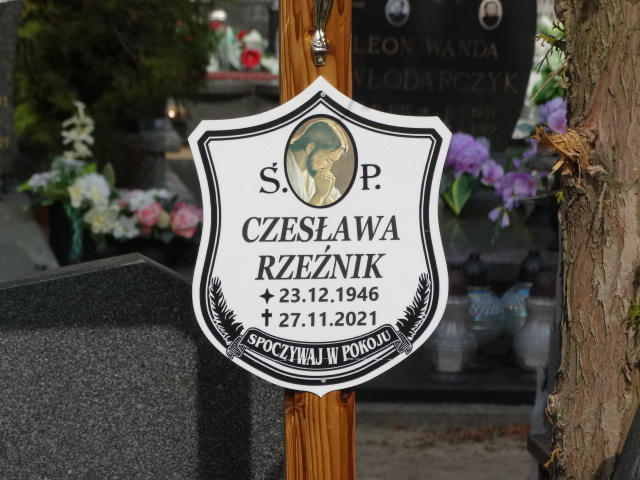 LEON WANDA
WŁODARCZYK
Ś. P.
CZESŁAWA
RZEŹNIK
23.12.1946
27.11.2021
SPOCZYWAJ W POKOJU